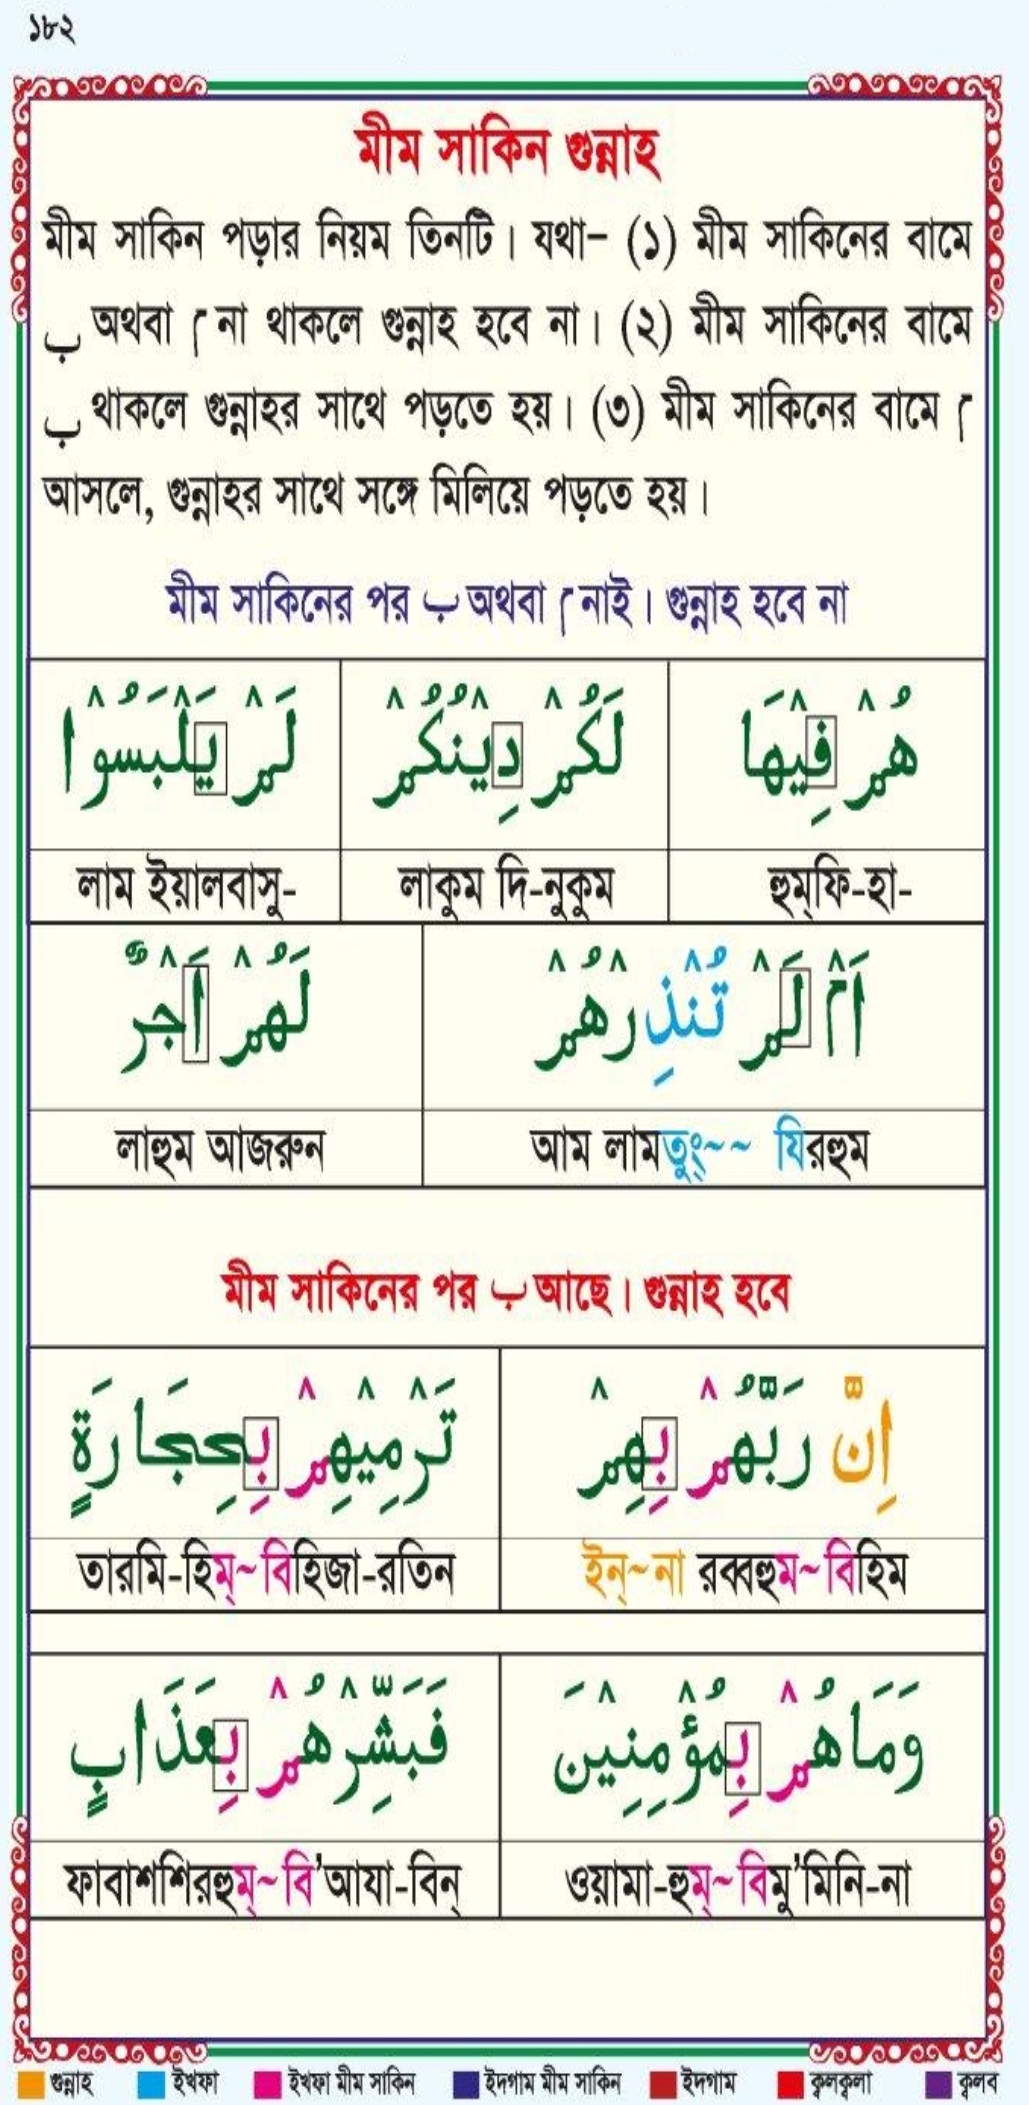 ১৮২
মীম সাকিন গুন্নাহ
মীম সাকিন পড়ার নিয়ম তিনটি। যথা– (১) মীম সাকিনের বামে
ب অথবা م না থাকলে গুন্নাহ হবে না। (২) মীম সাকিনের বামে
ب থাকলে গুন্নাহর সাথে পড়তে হয়। (৩) মীম সাকিনের বামে م
আসলে, গুন্নাহর সাথে সঙ্গে মিলিয়ে পড়তে হয়।
মীম সাকিনের পর ب অথবা م নাই। গুন্নাহ হবে না
هُمْ فِيْهَا
لَكُمْ دِيْنُكُمْ
لَمْ يَلْبَسُوْا
লাম ইয়ালবাসু-
লাকুম দি-নুকুম
হুম্ফি-হা-
اَمْ لَمْ تُنْذِرْهُمْ
لَهُمْ اَجْرٌ
লাহুম আজরুন
আম লামতুং~~ যিরহুম
মীম সাকিনের পর ب আছে। গুন্নাহ হবে
اِنَّ رَبَّهُمْ بِهِمْ
تَرْمِيْهِمْ بِحِجَارَةٍ
তারমি-হিম্~বিহিজা-রতিন
ইন্~না রব্বহুম~বিহিম
وَمَاهُمْ بِمُؤْمِنِيْنَ
فَبَشِّرْهُمْ بِعَذَابٍ
ফাবাশশিরহুম্~বি'আযা-বিন্
ওয়ামা-হুম্~বিমু'মিনি-না
গুন্নাহ ইখফা ইখফা মীম সাকিন ইদগাম মীম সাকিন ইদগাম ক্বলক্বলা ক্বলব